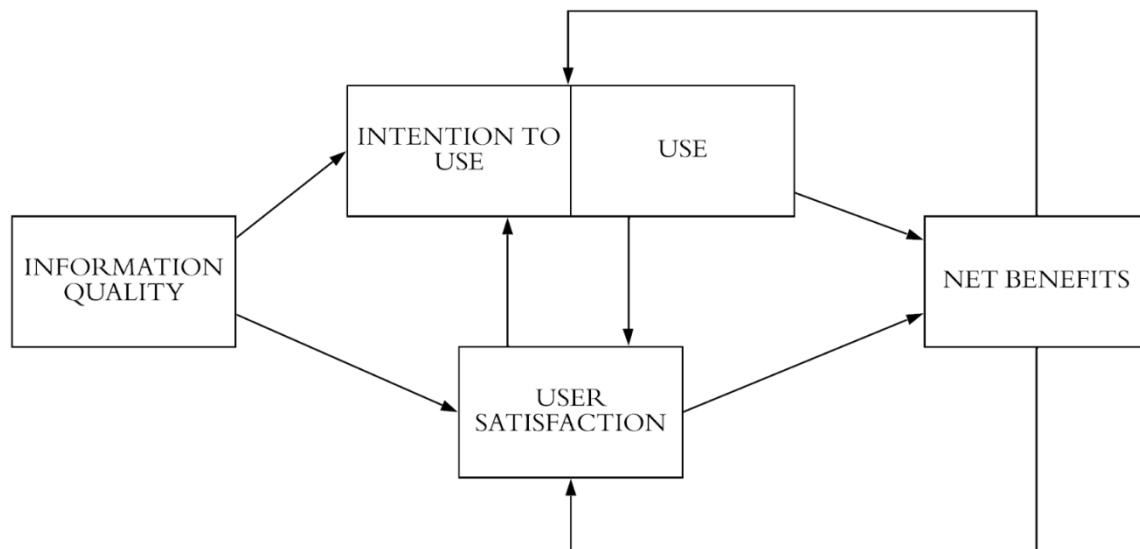 INTENTION TO
USE
USE
INFORMATION
QUALITY
NET BENEFITS
USER
SATISFACTION